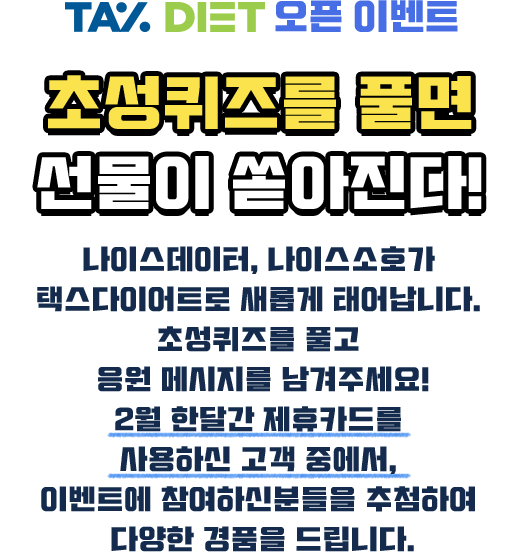 TAX DIET 오픈 이벤트
초성퀴즈를 풀면
선물이 쏟아진다!
나이스데이터, 나이스소호가
택스다이어트로 새롭게 태어납니다.
초성퀴즈를 풀고
응원 메시지를 남겨주세요!
2월 한달간 제휴카드를
사용하신 고객 중에서,
이벤트에 참여하신분들을 추첨하여
다양한 경품을 드립니다.